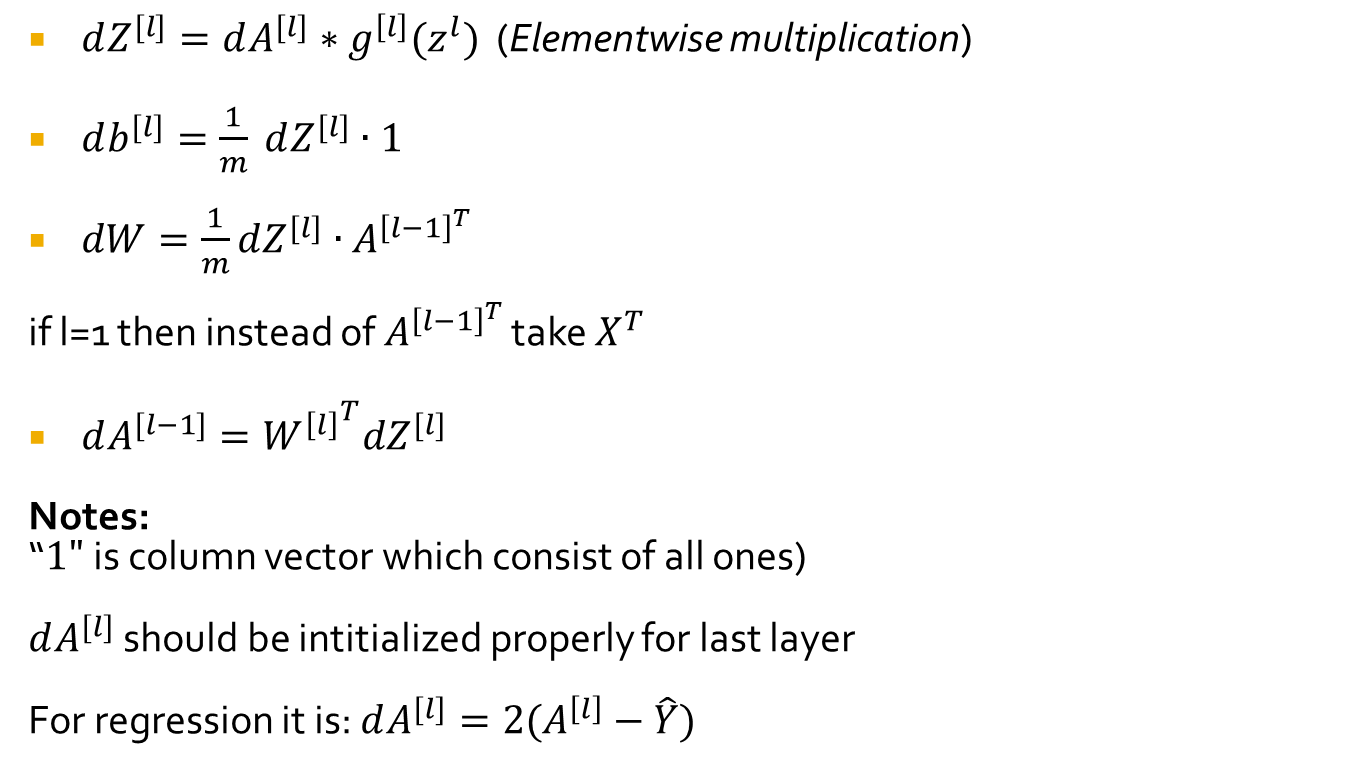 ▪ dZ^[l] = dA^[l] ∗ g^[l](z^l) (Elementwise multiplication)
▪ db^[l] = 1/m dZ^[l] · 1
▪ dW = 1/m dZ^[l] · A^[l−1]^T
if l=1 then instead of A^[l−1]^T take X^T
▪ dA^[l−1] = W^[l]^T dZ^[l]
Notes:
“1" is column vector which consist of all ones)
dA^[l] should be intitialized properly for last layer
For regression it is: dA^[l] = 2(A^[l] − Ŷ)